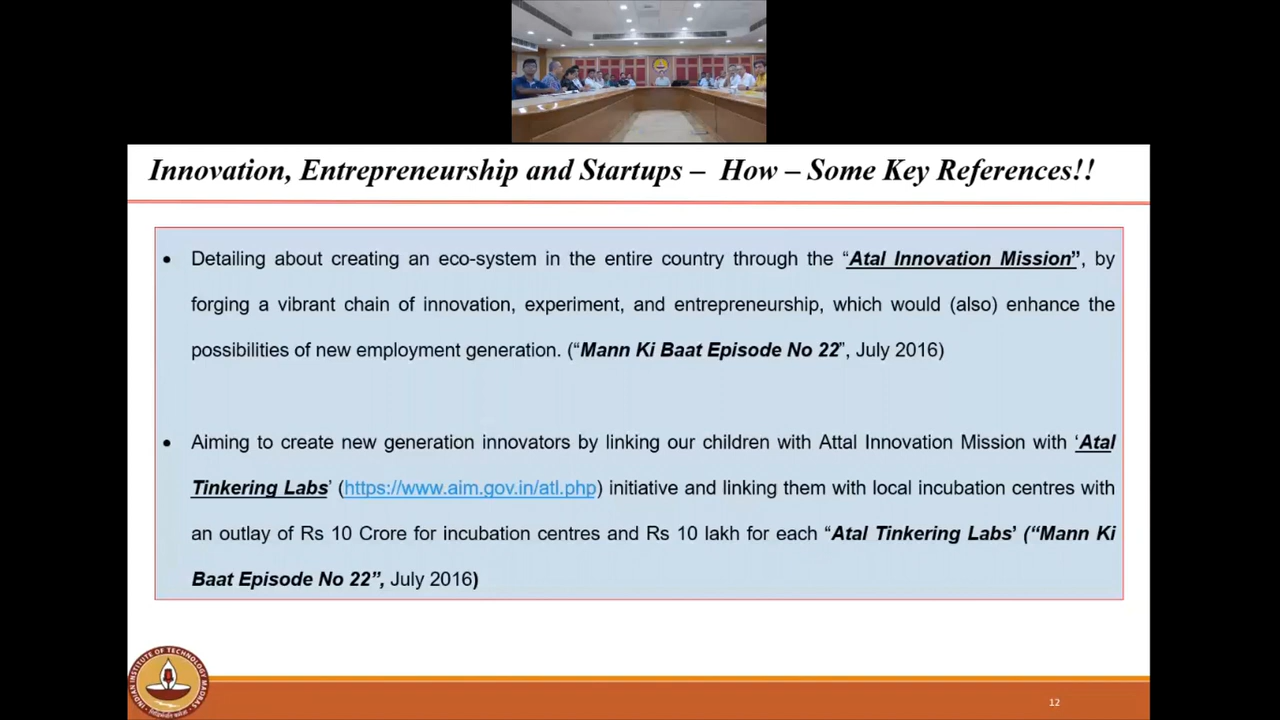 Innovation, Entrepreneurship and Startups – How – Some Key References!!
• Detailing about creating an eco-system in the entire country through the “Atal Innovation Mission”, by
forging a vibrant chain of innovation, experiment, and entrepreneurship, which would (also) enhance the
possibilities of new employment generation. (“Mann Ki Baat Episode No 22”, July 2016)
• Aiming to create new generation innovators by linking our children with Attal Innovation Mission with ‘Atal
Tinkering Labs’ (https://www.aim.gov.in/atl.php) initiative and linking them with local incubation centres with
an outlay of Rs 10 Crore for incubation centres and Rs 10 lakh for each “Atal Tinkering Labs’ (“Mann Ki
Baat Episode No 22”, July 2016)
INDIAN INSTITUTE OF TECHNOLOGY MADRAS
12